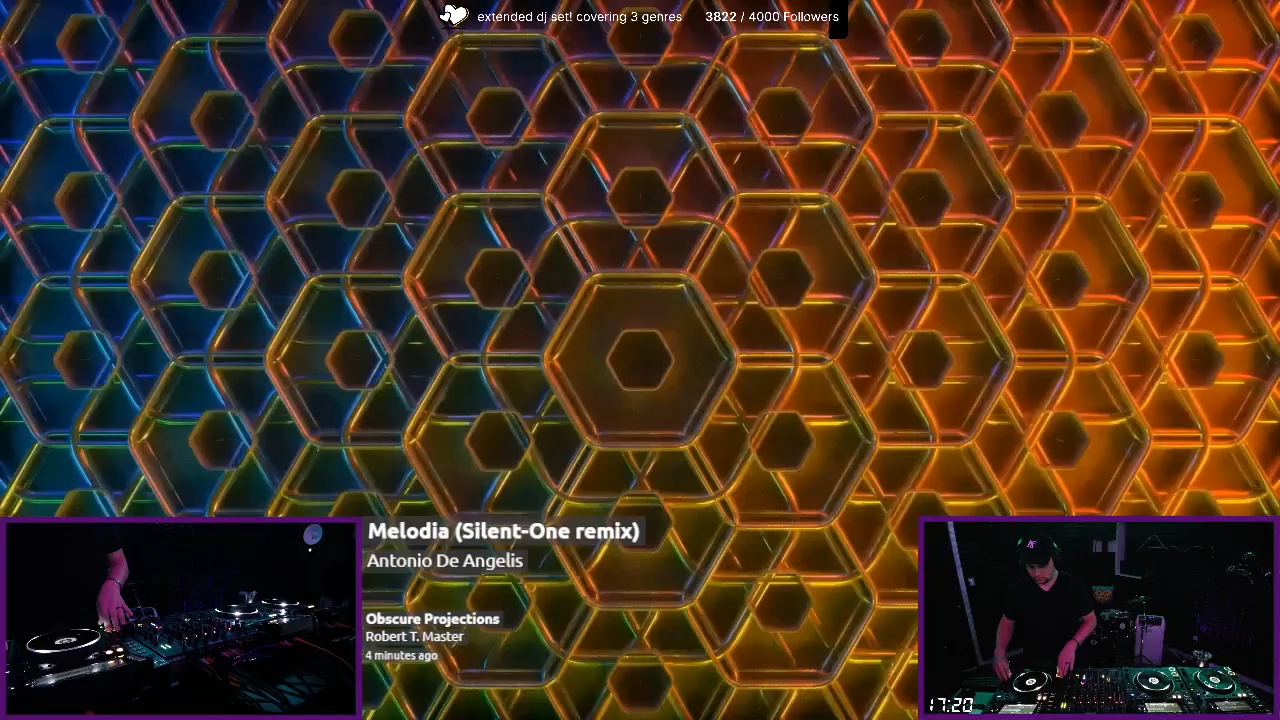 extended dj set! covering 3 genres 3822 / 4000 Followers
Melodia (Silent-One remix)
Antonio De Angelis
Obscure Projections
Robert T. Master
4 minutes ago
17:20